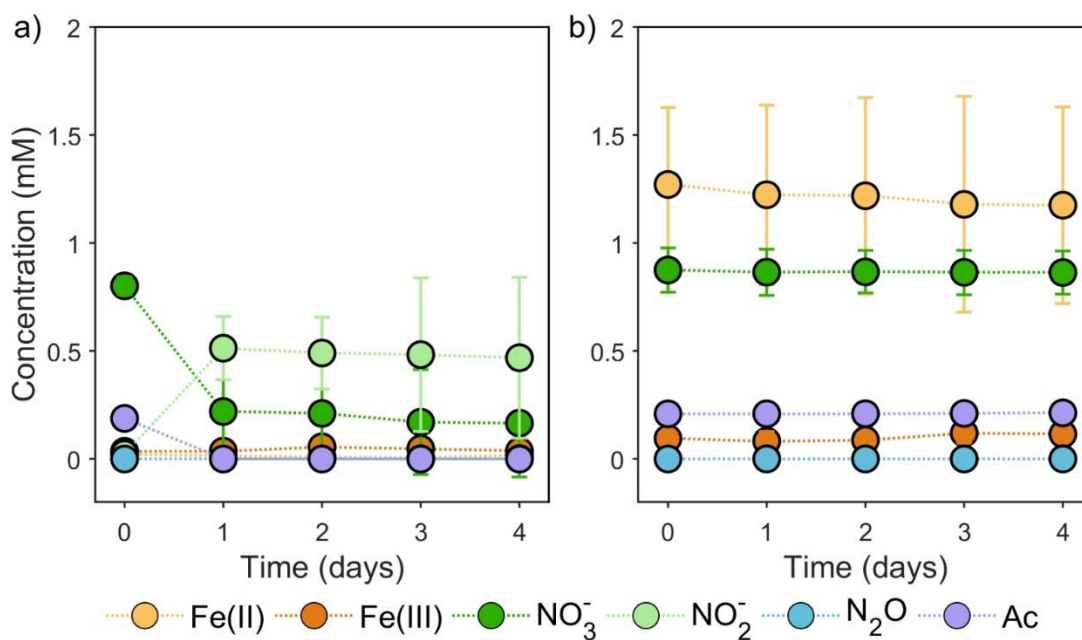 a)
b)
Concentration (mM)
2
1.5
1
0.5
0
0 1 2 3 4
Time (days)
2
1.5
1
0.5
0
0 1 2 3 4
Time (days)
Fe(II) Fe(III) NO₃⁻ NO₂⁻ N₂O Ac